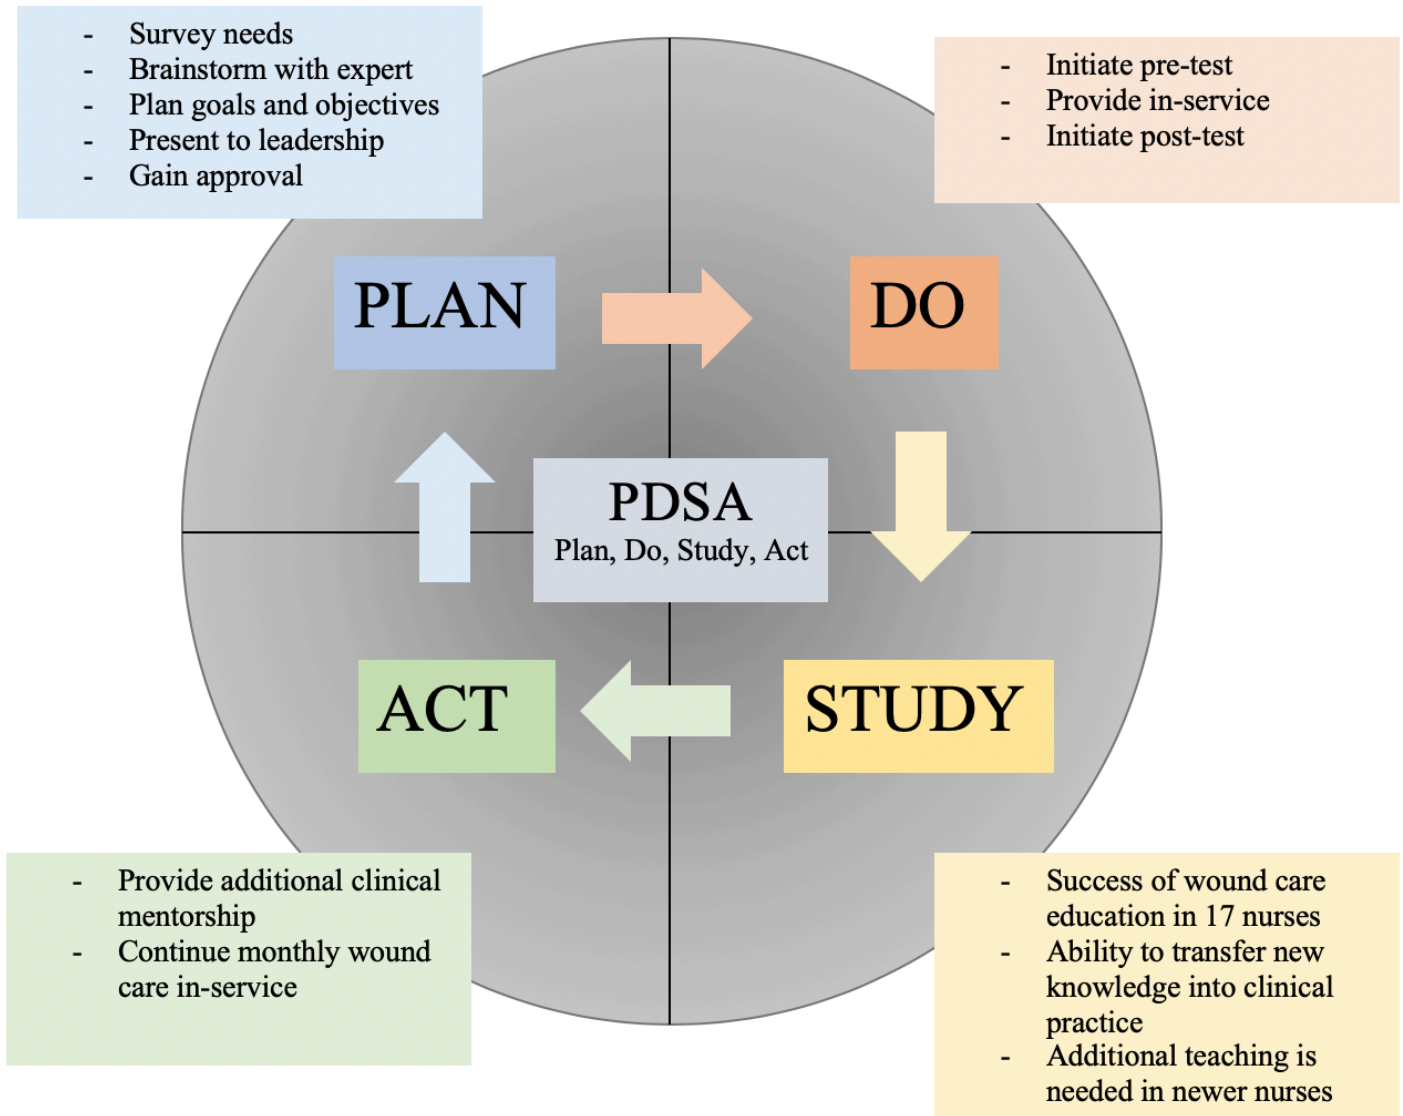 - Survey needs
- Brainstorm with expert
- Plan goals and objectives
- Present to leadership
- Gain approval
- Initiate pre-test
- Provide in-service
- Initiate post-test
PLAN
DO
PDSA
Plan, Do, Study, Act
ACT
STUDY
- Provide additional clinical
mentorship
- Continue monthly wound
care in-service
- Success of wound care
education in 17 nurses
- Ability to transfer new
knowledge into clinical
practice
- Additional teaching is
needed in newer nurses